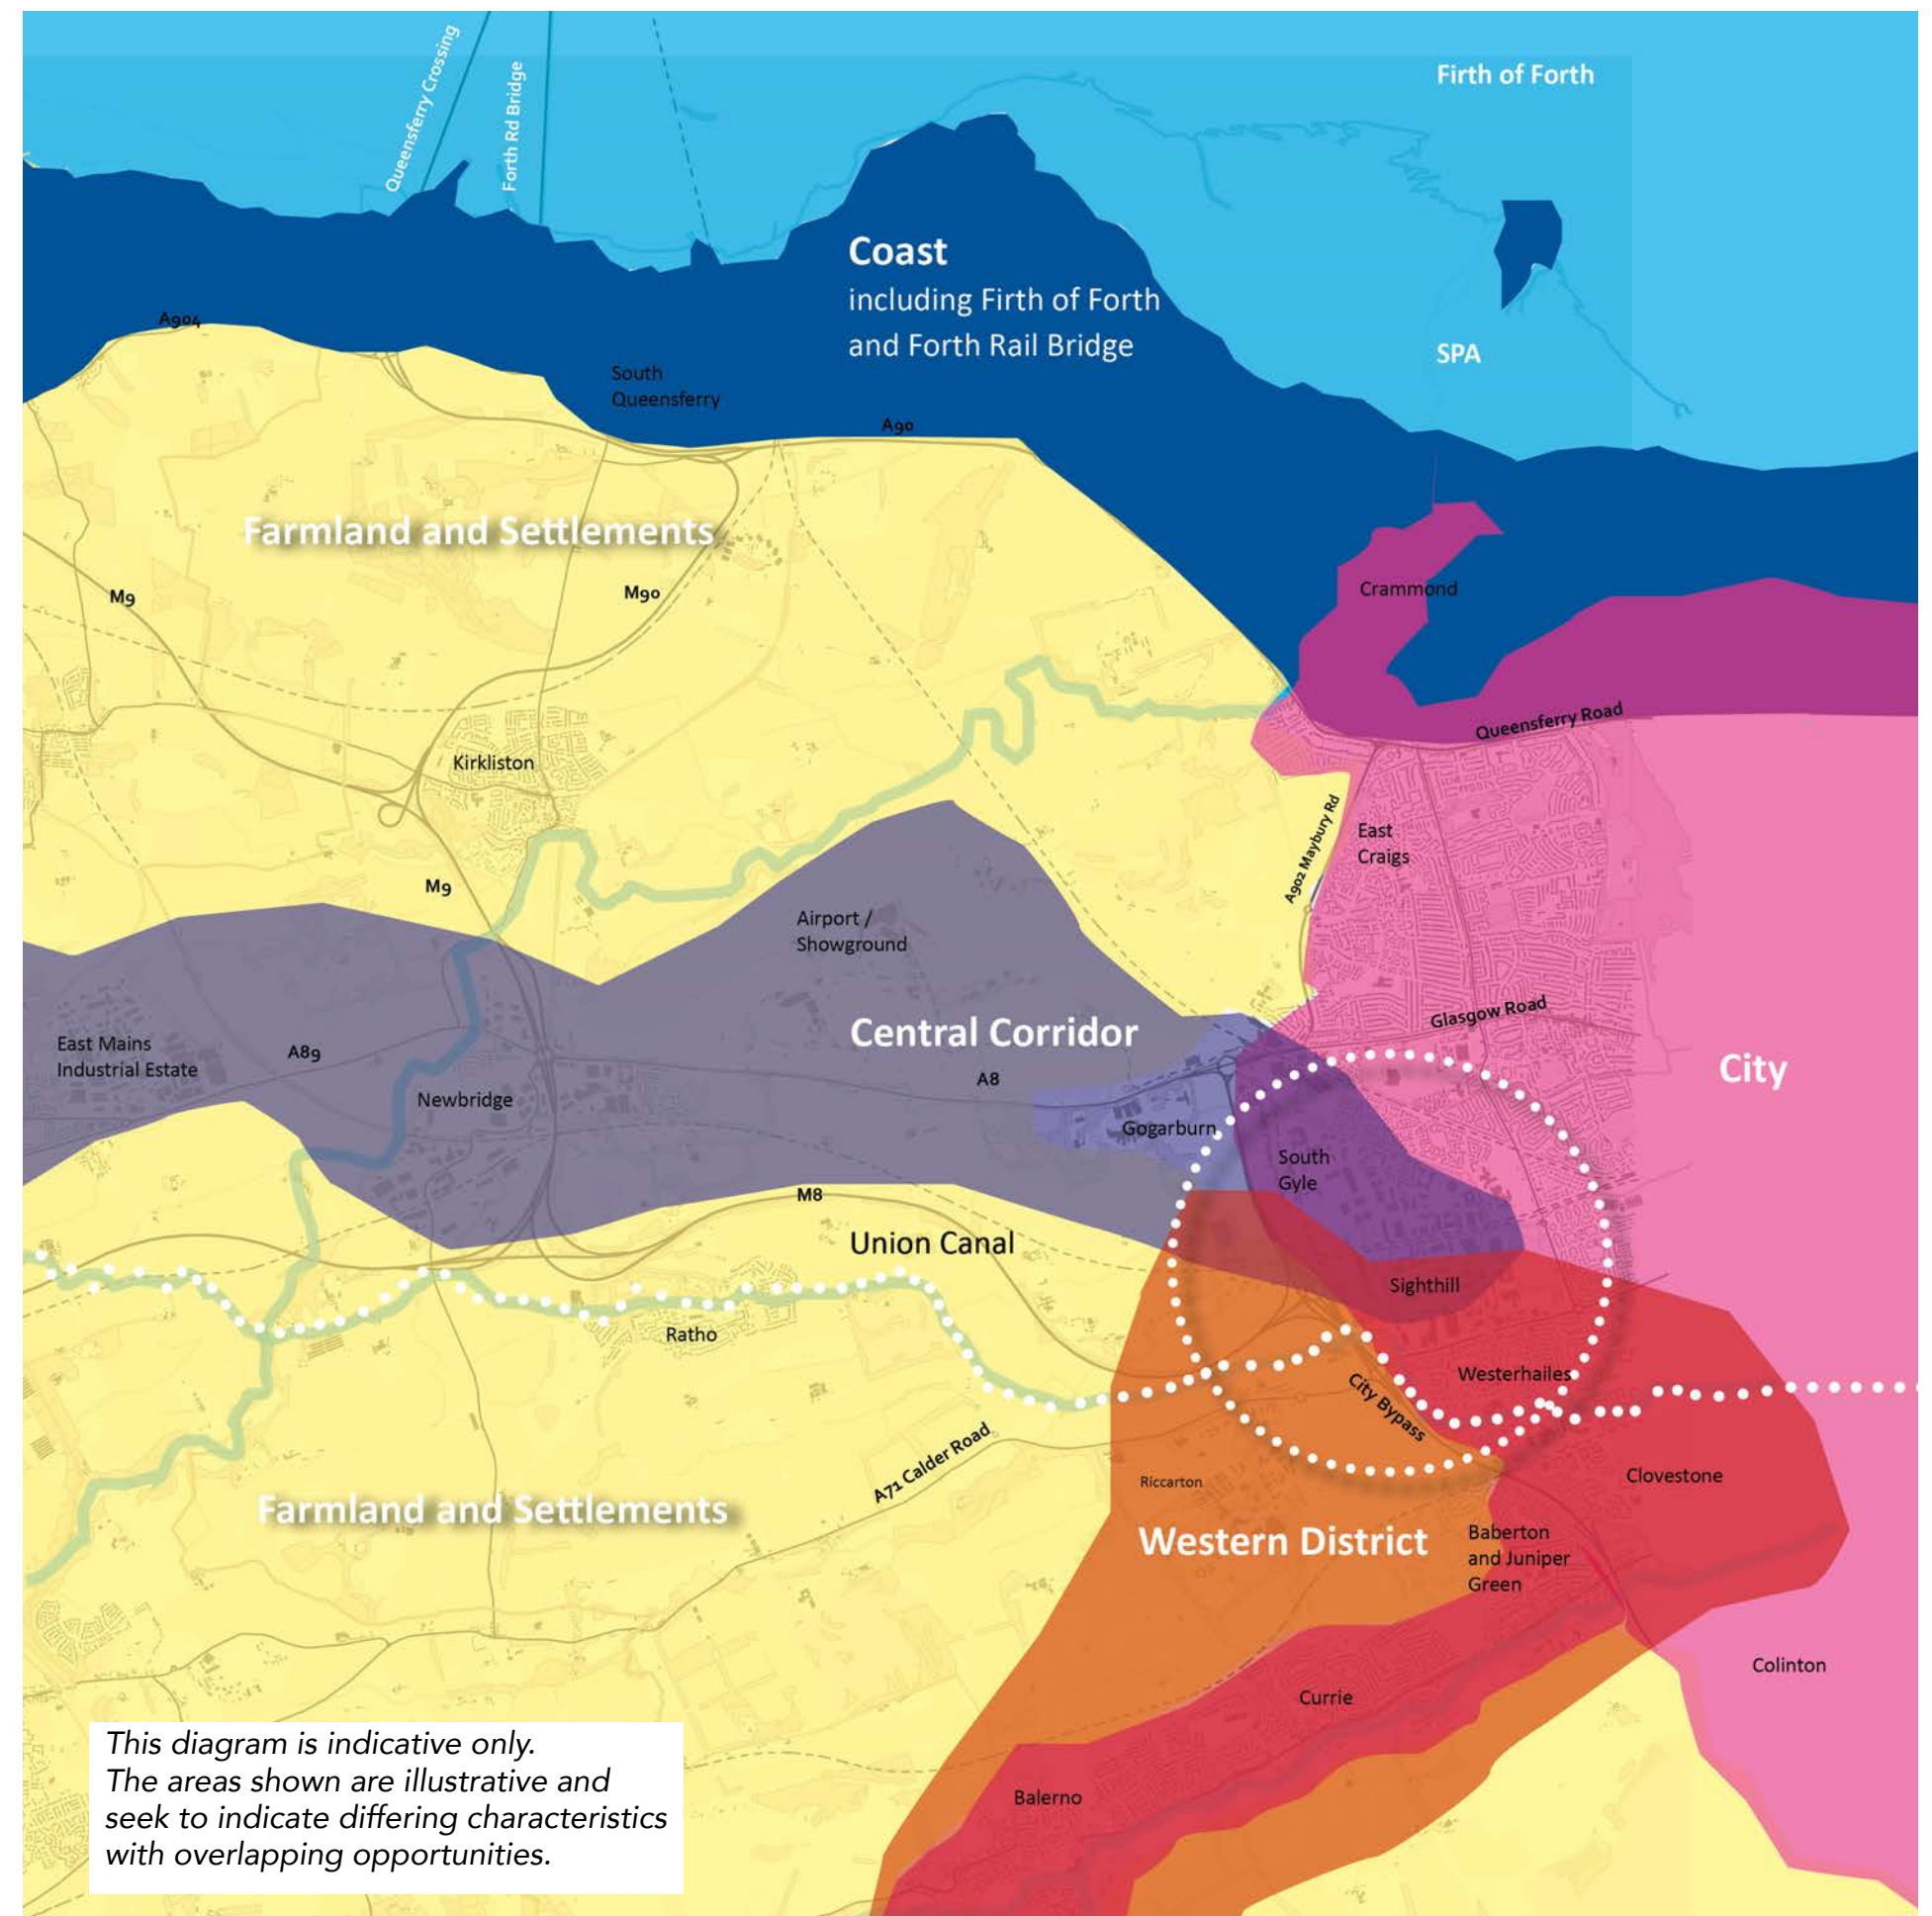 Queensferry Crossing
Forth Rd Bridge
Firth of Forth
Coast
including Firth of Forth
and Forth Rail Bridge
SPA
A904
South
Queensferry
A90
Farmland and Settlements
M9
M90
Crammond
Queensferry Road
Kirkliston
A902 Maybury Rd
East
Craigs
M9
Airport /
Showground
Central Corridor
Glasgow Road
East Mains
Industrial Estate
A89
A8
City
Newbridge
Gogarburn
South
Gyle
M8
Union Canal
Sighthill
Ratho
Westerhailes
City Bypass
A71 Calder Road
Riccarton
Clovestone
Farmland and Settlements
Western District
Baberton
and Juniper
Green
Colinton
Currie
Balerno
This diagram is indicative only.
The areas shown are illustrative and
seek to indicate differing characteristics
with overlapping opportunities.